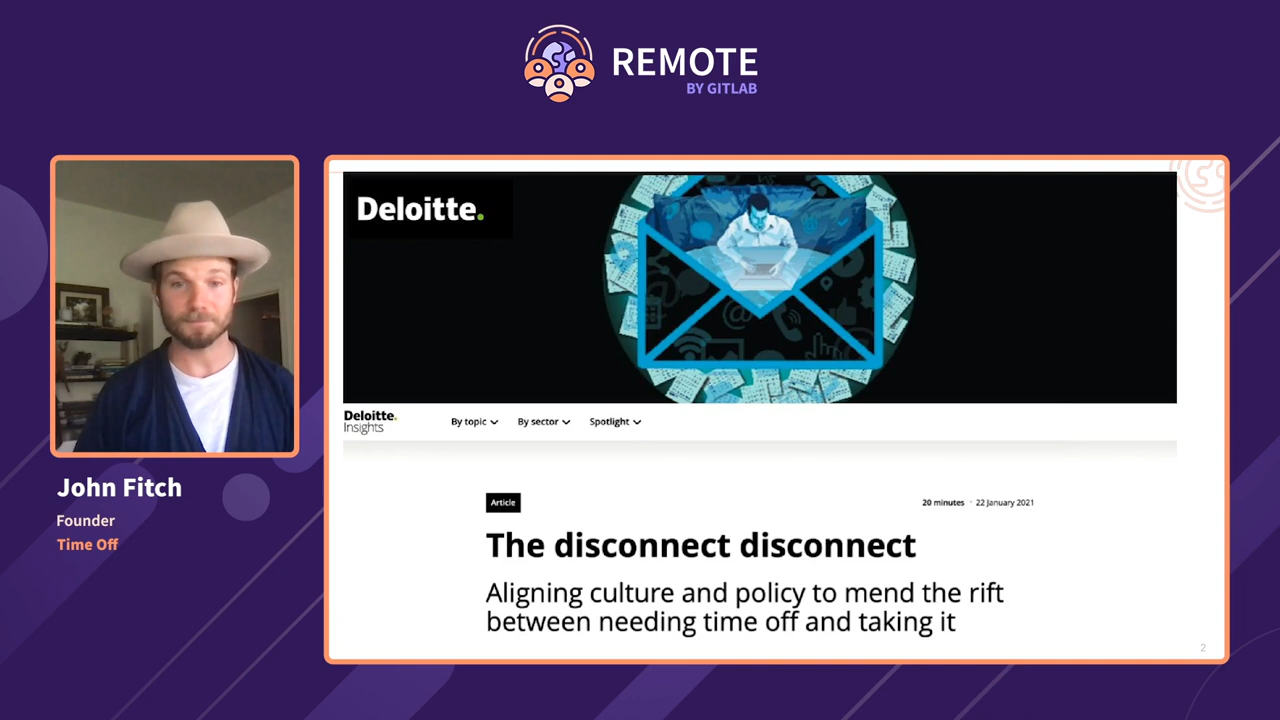 REMOTE
BY GITLAB
Deloitte.
Deloitte.
Insights
By topic
By sector
Spotlight
Article
20 minutes · 22 January 2021
The disconnect disconnect
Aligning culture and policy to mend the rift
between needing time off and taking it
2
John Fitch
Founder
Time Off